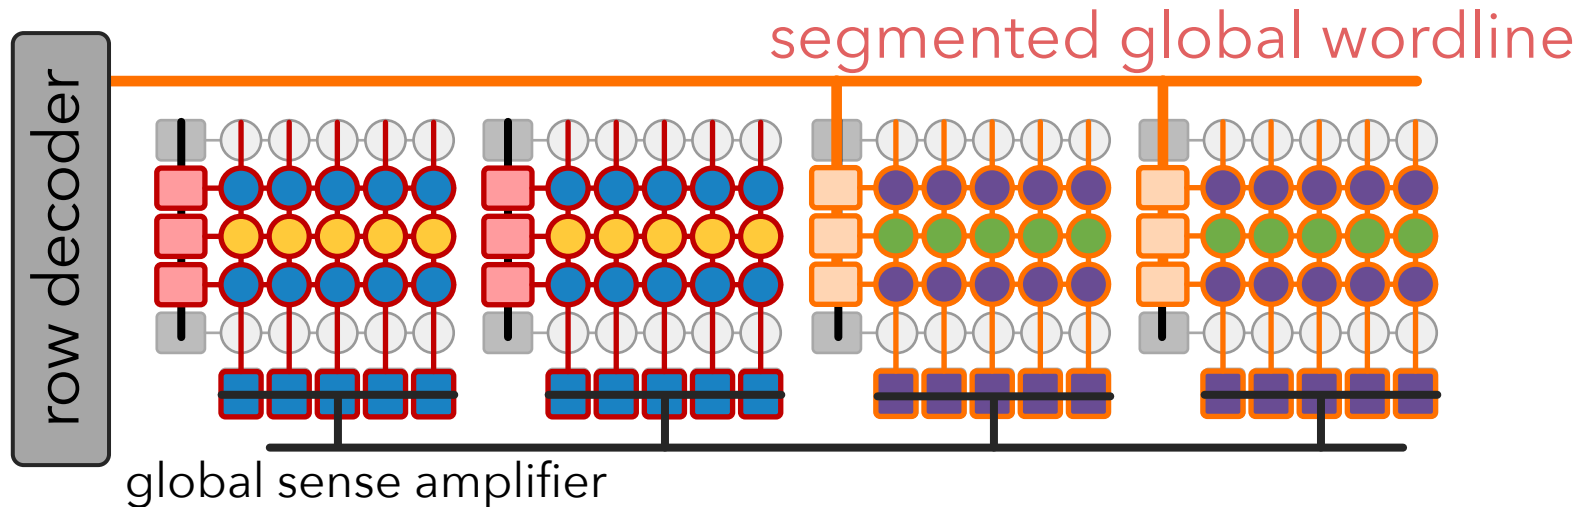 segmented global wordline
row decoder
global sense amplifier